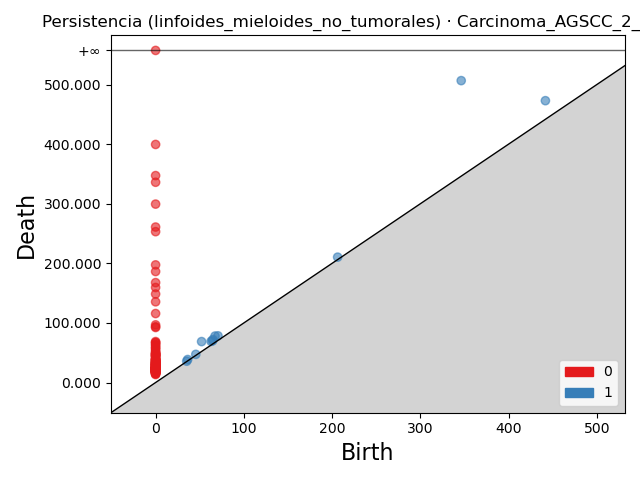 Persistencia (linfoides_mieloides_no_tumorales) · Carcinoma_AGSCC_2_
+∞
500.000
400.000
300.000
200.000
100.000
0.000
Death
0
1
0 100 200 300 400 500
Birth